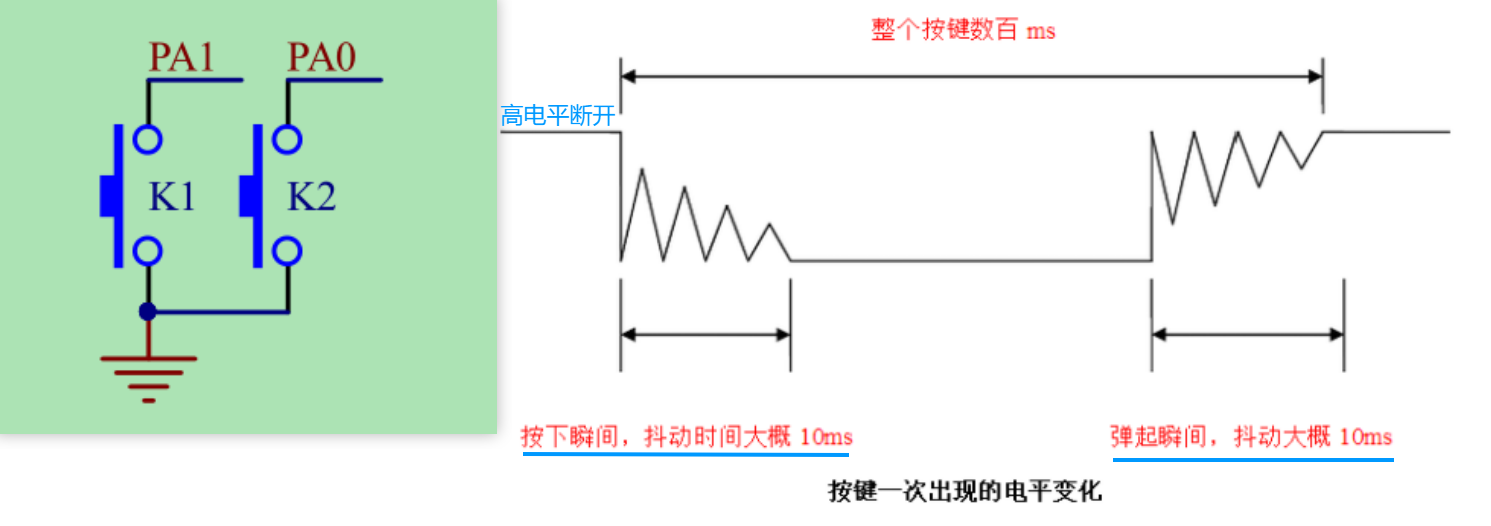 PA1 PA0
K1 K2
整个按键数百 ms
高电平断开
按下瞬间，抖动时间大概 10ms
弹起瞬间，抖动大概 10ms
按键一次出现的电平变化